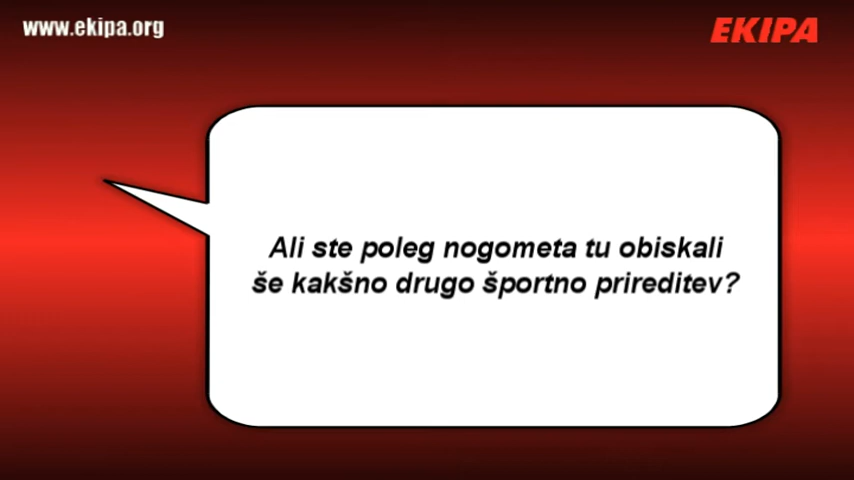 www.ekipa.org
EKIPA
Ali ste poleg nogometa tu obiskali
še kakšno drugo športno prireditev?